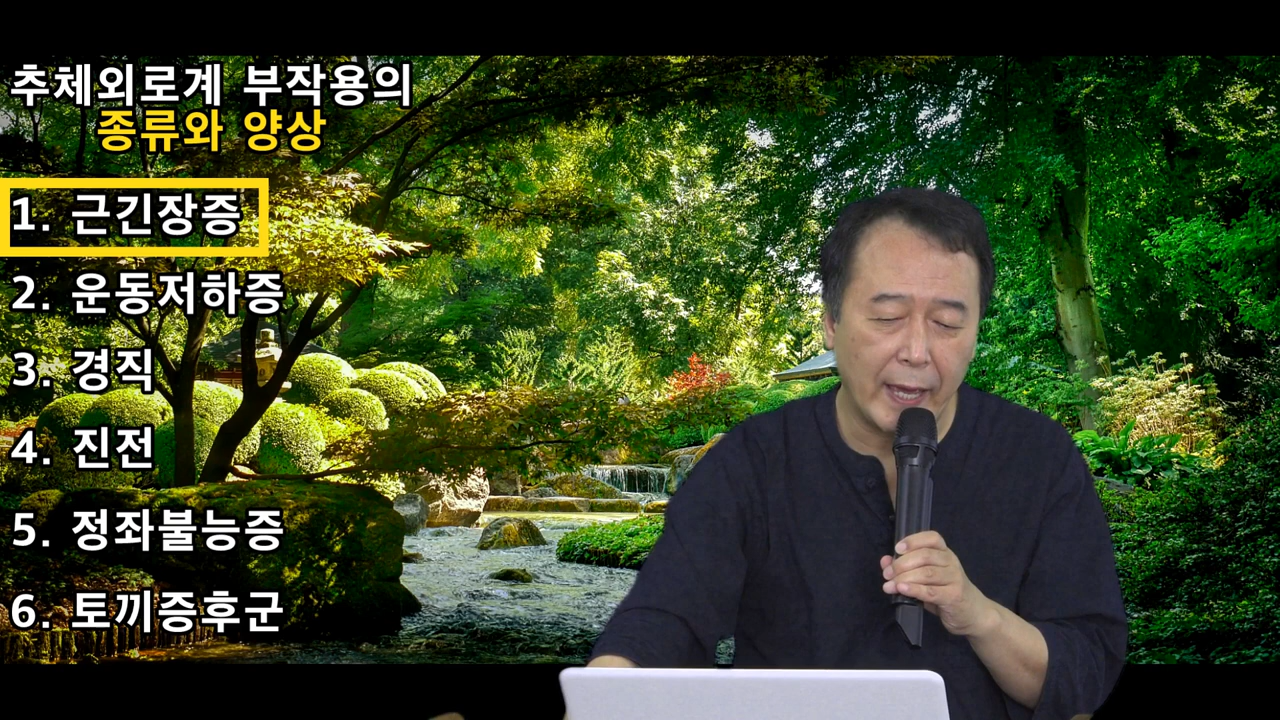 추체외로계 부작용의
종류와 양상
1. 근긴장증
2. 운동저하증
3. 경직
4. 진전
5. 정좌불능증
6. 토끼증후군